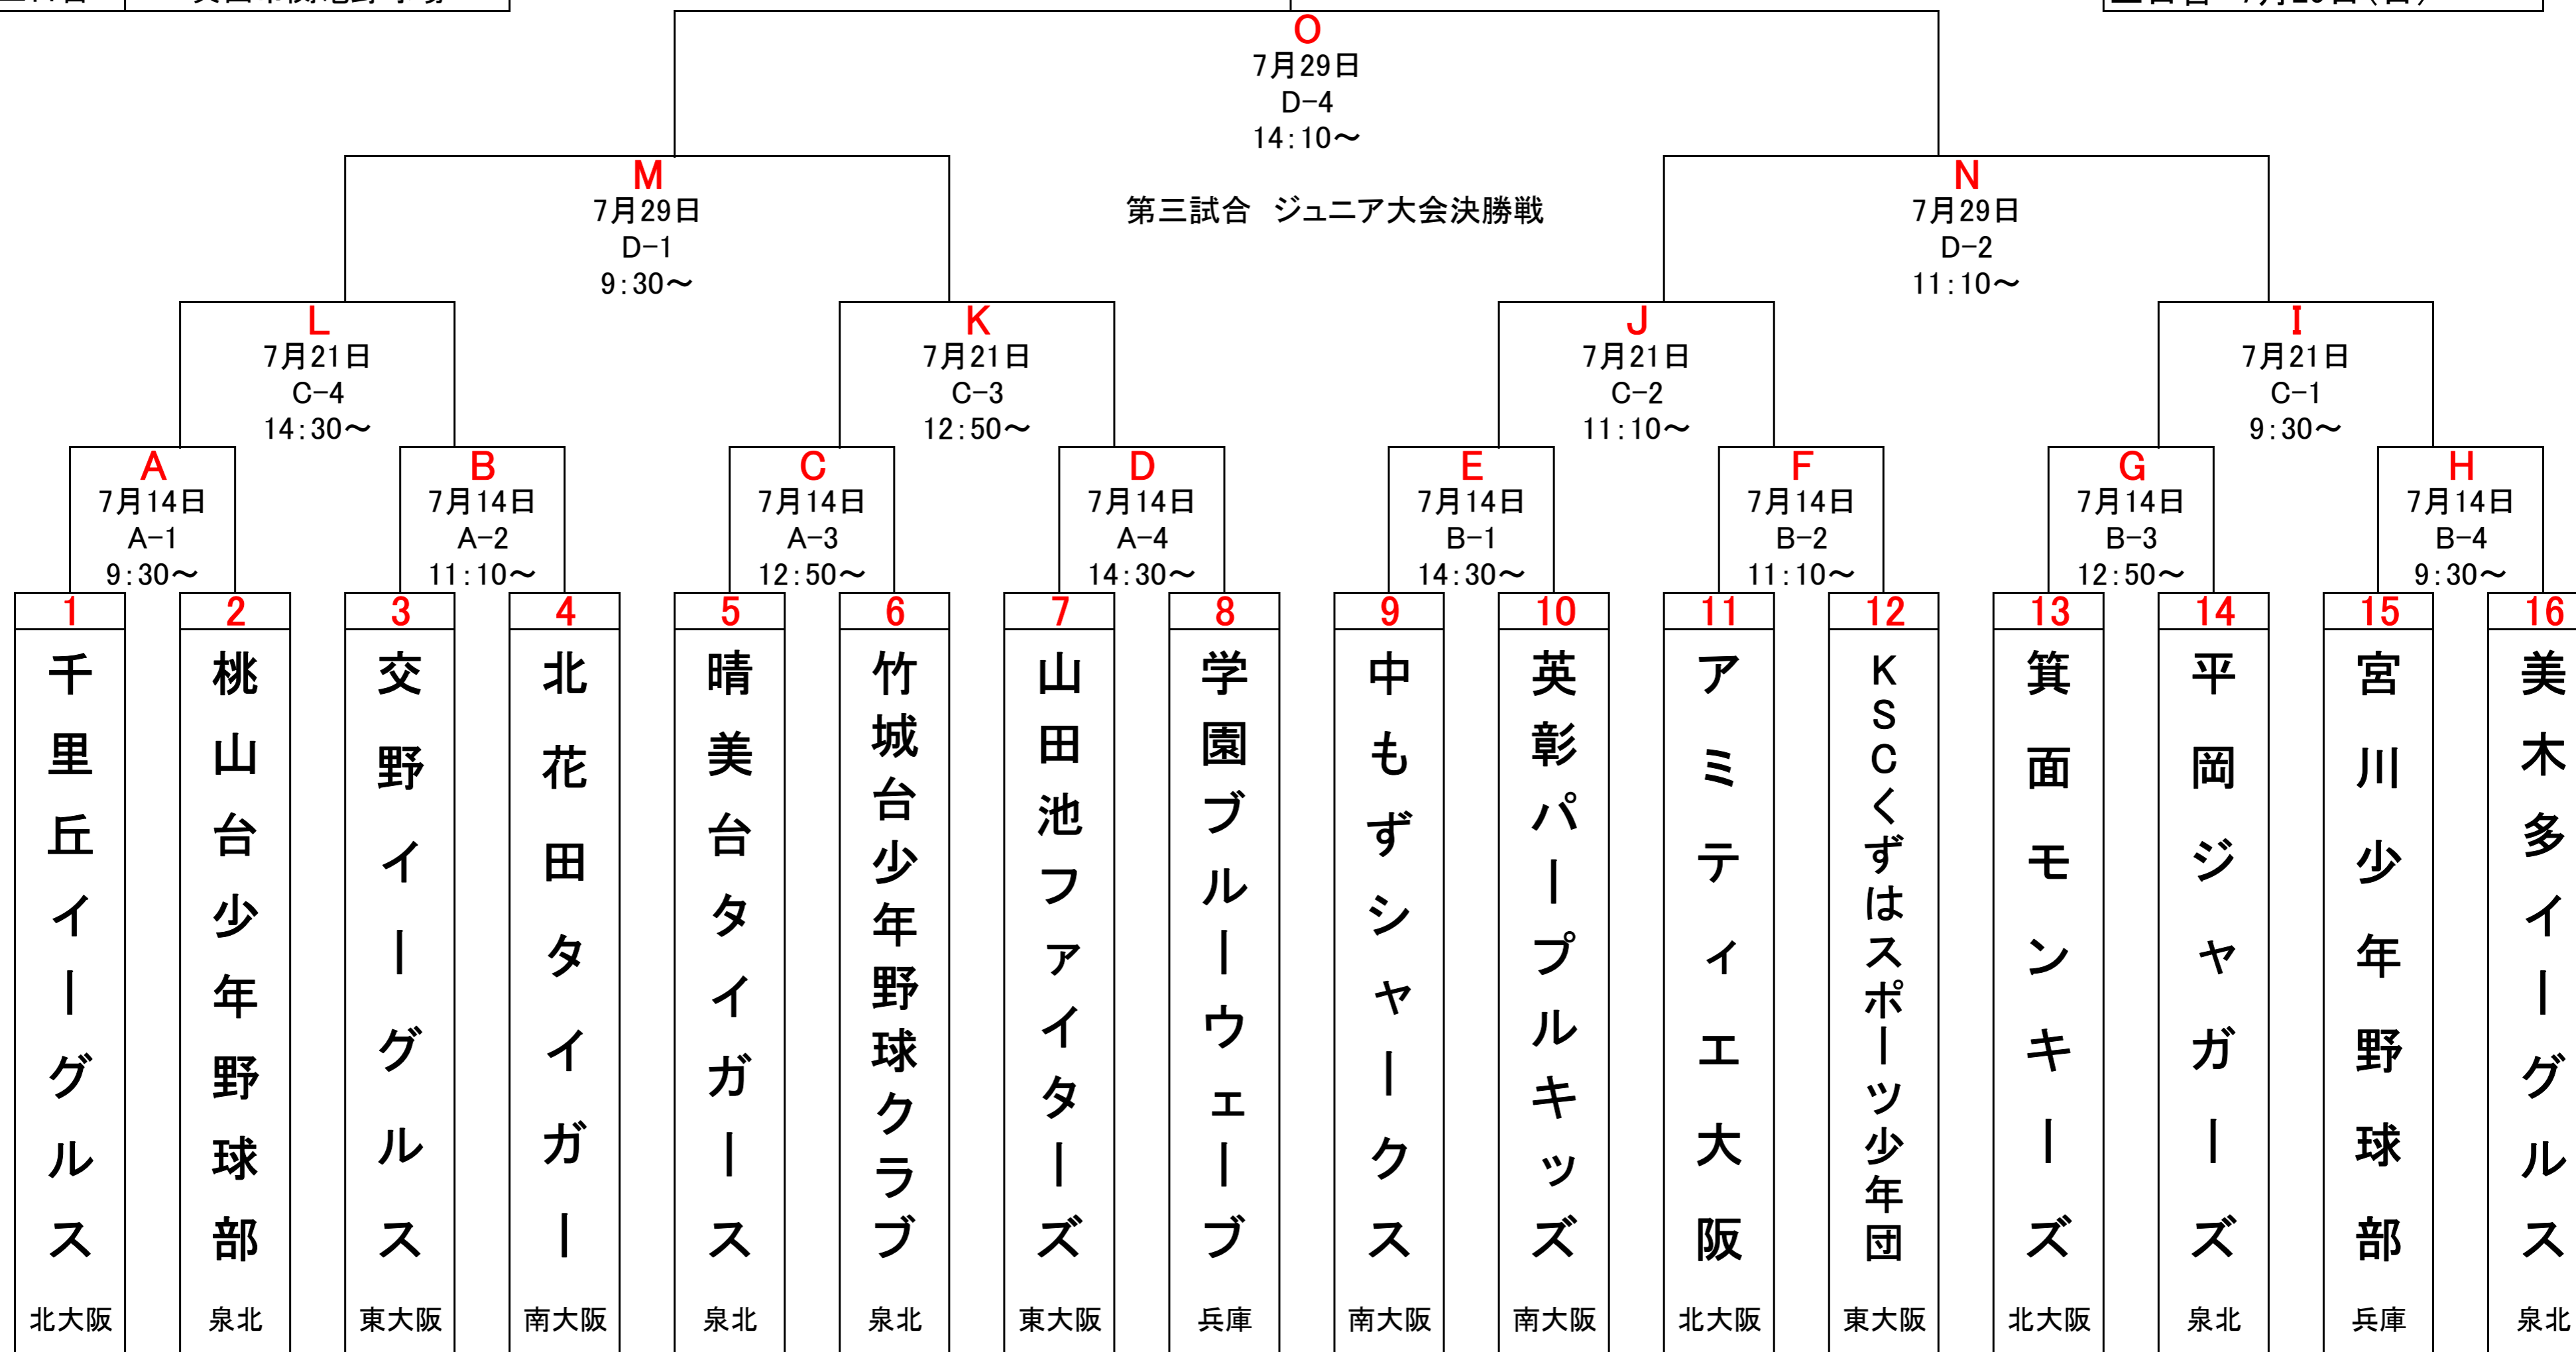 O
7月29日
D-4
14:10～
M
7月29日
D-1
9:30～
第三試合 ジュニア大会決勝戦
N
7月29日
D-2
11:10～
L
7月21日
C-4
14:30～
K
7月21日
C-3
12:50～
J
7月21日
C-2
11:10～
I
7月21日
C-1
9:30～
A
7月14日
A-1
9:30～
B
7月14日
A-2
11:10～
C
7月14日
A-3
12:50～
D
7月14日
A-4
14:30～
E
7月14日
B-1
14:30～
F
7月14日
B-2
11:10～
G
7月14日
B-3
12:50～
H
7月14日
B-4
9:30～
1
千里丘イーグルス
北大阪
2
桃山台少年野球部
泉北
3
交野イーグルス
東大阪
4
北花田タイガー
南大阪
5
晴美台タイガース
泉北
6
竹城台少年野球クラブ
泉北
7
山田池ファイターズ
東大阪
8
学園ブルーウェーブ
兵庫
9
中もずシャークス
南大阪
10
英彰パープルキッズ
南大阪
11
アミティエ大阪
北大阪
12
KSCくずはスポーツ少年団
東大阪
13
箕面モンキーズ
北大阪
14
平岡ジャガーズ
泉北
15
宮川少年野球部
兵庫
16
美木多イーグルス
泉北